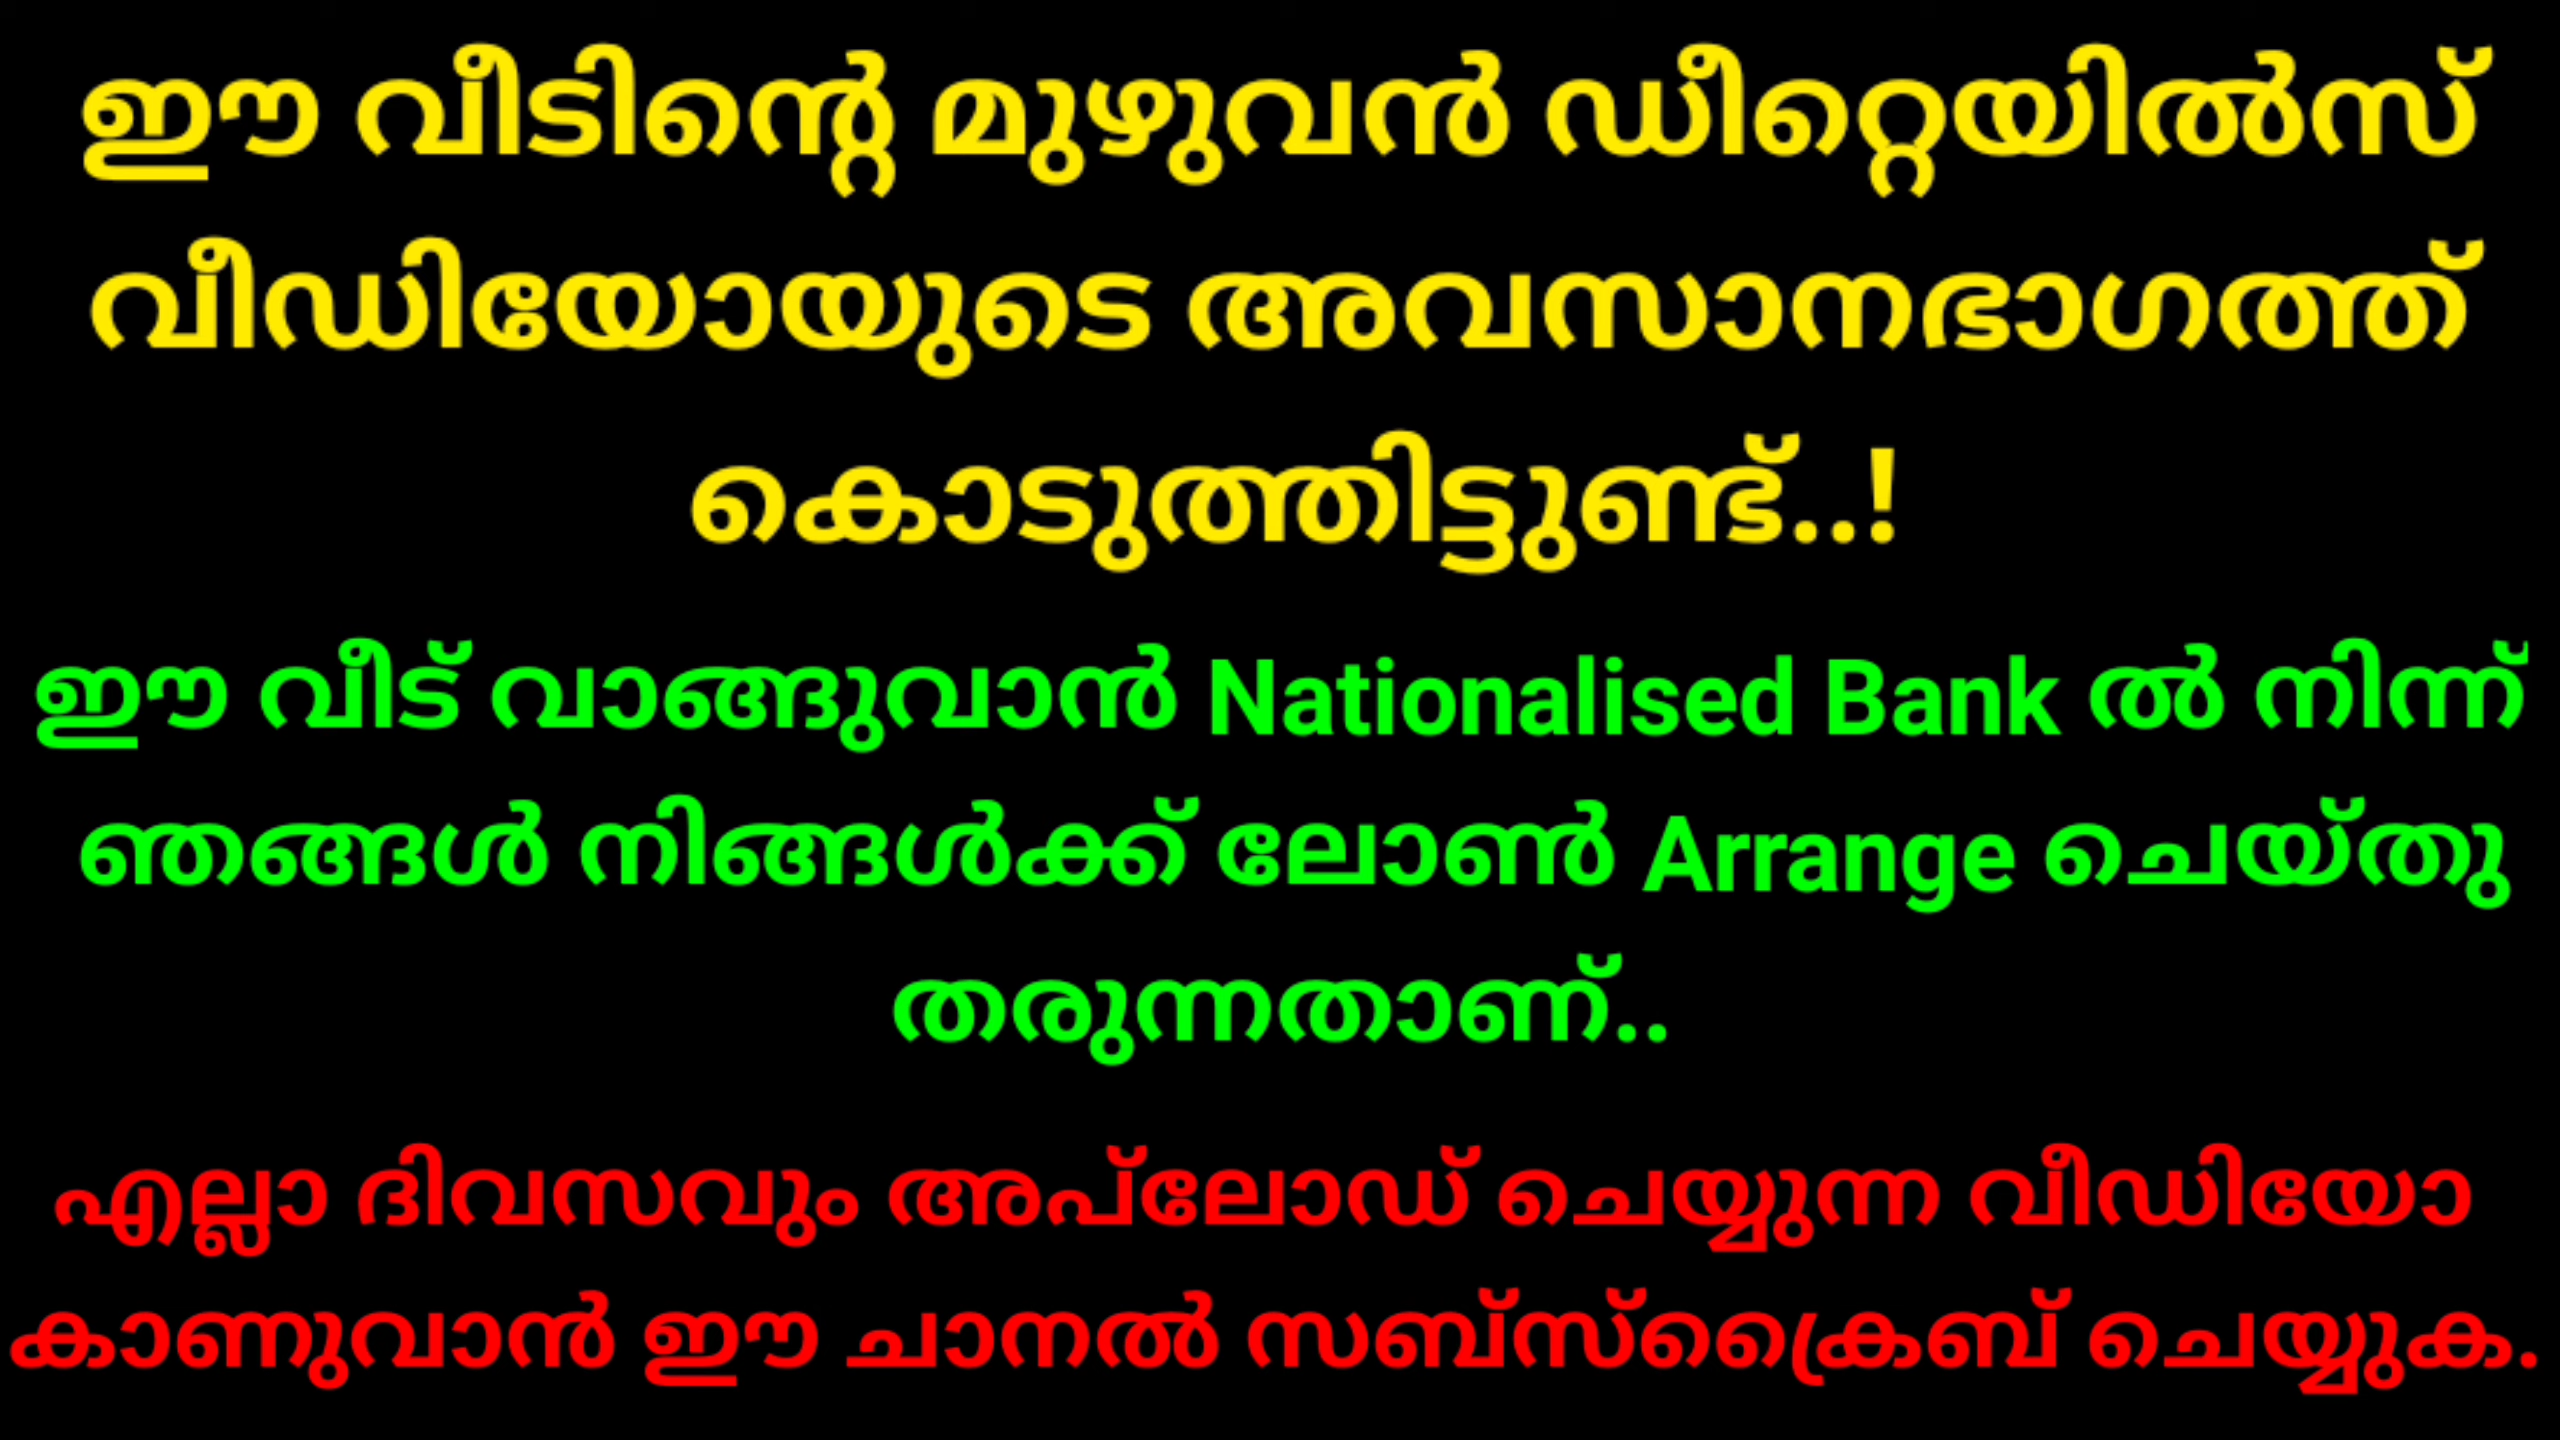 ഈ വീടിന്റെ മുഴുവൻ ഡീറ്റെയിൽസ്
വീഡിയോയുടെ അവസാനഭാഗത്ത്
കൊടുത്തിട്ടുണ്ട്..!
ഈ വീട് വാങ്ങുവാൻ Nationalised Bank ൽ നിന്ന്
ഞങ്ങൾ നിങ്ങൾക്ക് ലോൺ Arrange ചെയ്തു
തരുന്നതാണ്..
എല്ലാ ദിവസവും അപ്‌ലോഡ് ചെയ്യുന്ന വീഡിയോ
കാണുവാൻ ഈ ചാനൽ സബ്സ്ക്രൈബ് ചെയ്യുക.